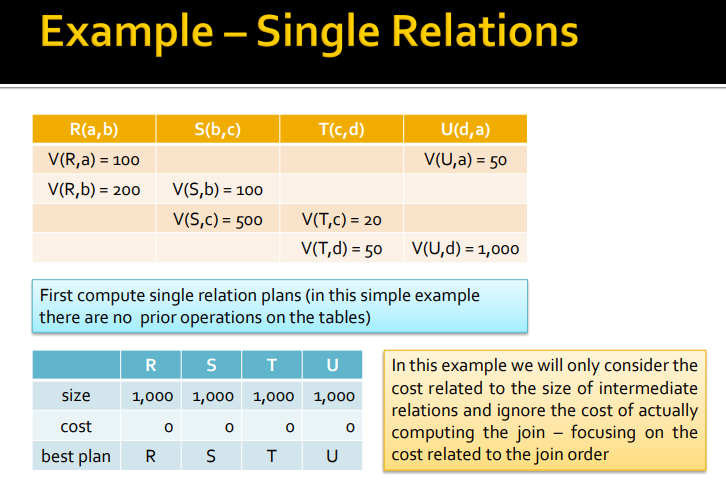 Example – Single Relations
R(a,b) S(b,c) T(c,d) U(d,a)
V(R,a) = 100 V(U,a) = 50
V(R,b) = 200 V(S,b) = 100
V(S,c) = 500 V(T,c) = 20
V(T,d) = 50 V(U,d) = 1,000
First compute single relation plans (in this simple example
there are no prior operations on the tables)
R S T U
size 1,000 1,000 1,000 1,000
cost 0 0 0 0
best plan R S T U
In this example we will only consider the
cost related to the size of intermediate
relations and ignore the cost of actually
computing the join – focusing on the
cost related to the join order